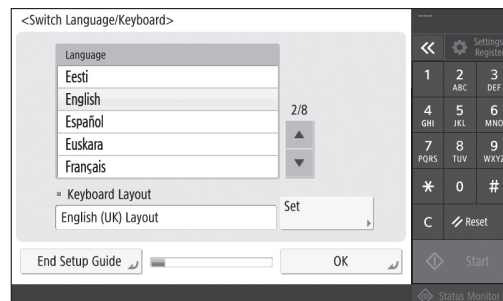 <Switch Language/Keyboard>
Language
Eesti
English
Español
Euskara
Français
2/8
Keyboard Layout
English (UK) Layout
Set
End Setup Guide
OK
-----
Settings
Register
1
2
ABC
3
DEF
4
GHI
5
JKL
6
MNO
7
PQRS
8
TUV
9
WXYZ
*
0
#
C
Reset
Start
Status Monitor